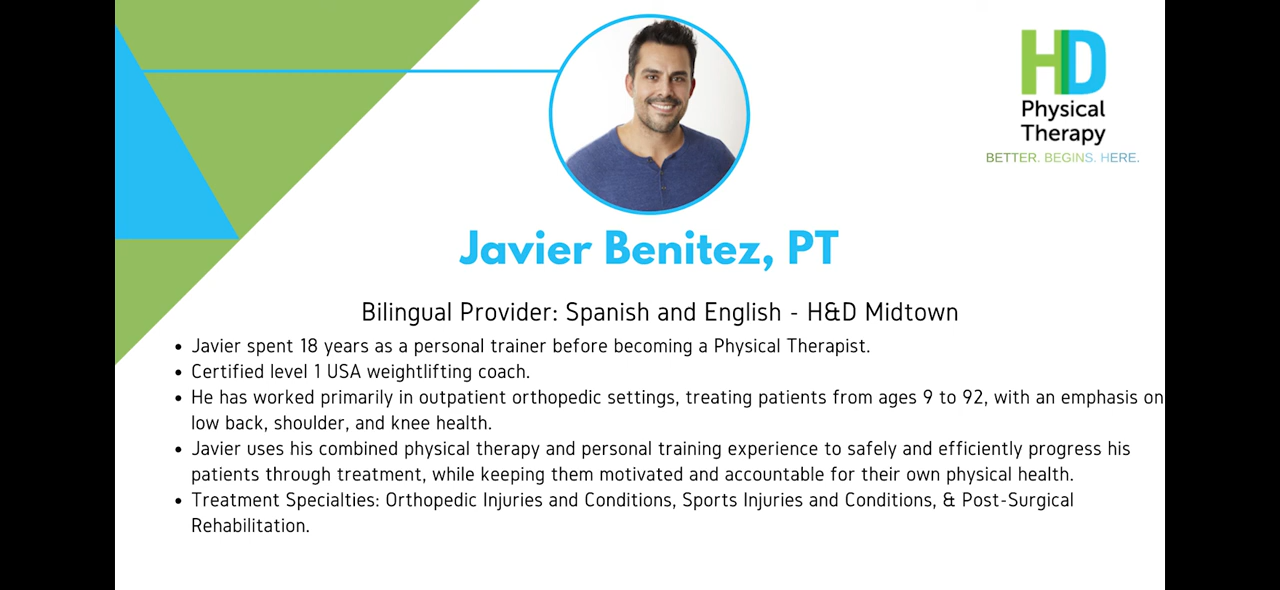 HD
Physical
Therapy
BETTER. BEGINS. HERE.
Javier Benitez, PT
Bilingual Provider: Spanish and English - H&D Midtown
• Javier spent 18 years as a personal trainer before becoming a Physical Therapist.
• Certified level 1 USA weightlifting coach.
• He has worked primarily in outpatient orthopedic settings, treating patients from ages 9 to 92, with an emphasis on
low back, shoulder, and knee health.
• Javier uses his combined physical therapy and personal training experience to safely and efficiently progress his
patients through treatment, while keeping them motivated and accountable for their own physical health.
• Treatment Specialties: Orthopedic Injuries and Conditions, Sports Injuries and Conditions, & Post-Surgical
Rehabilitation.